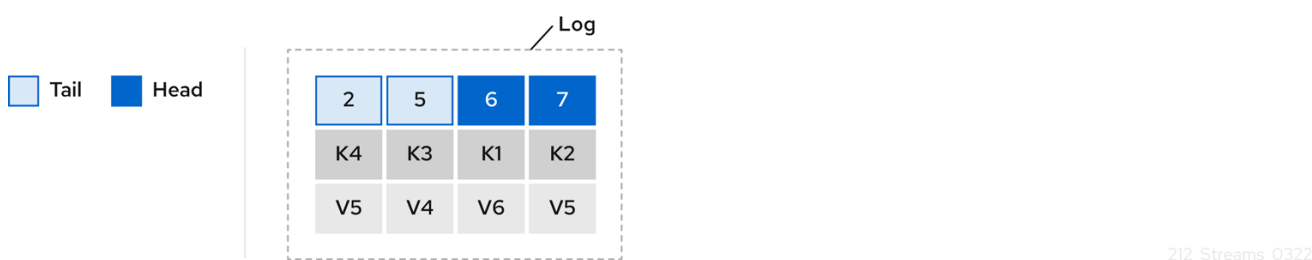 Log
Tail Head
2 5 6 7
K4 K3 K1 K2
V5 V4 V6 V5
212 Streams 0322